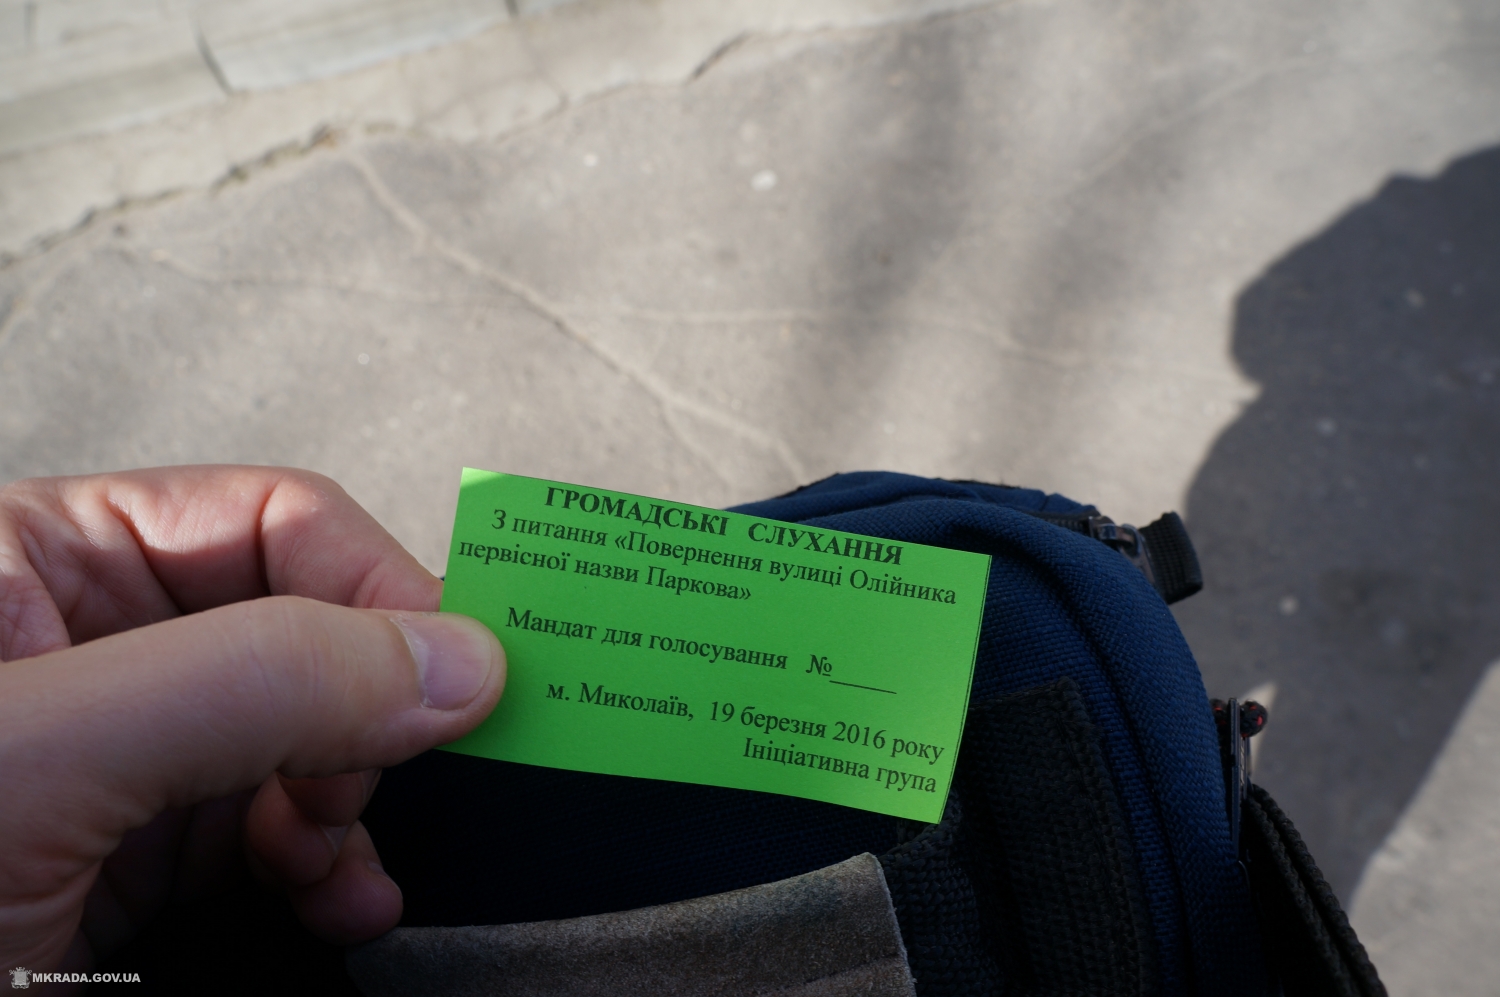 ГРОМАДСЬКІ СЛУХАННЯ
З питання «Повернення вулиці Олійника
первісної назви Паркова»
Мандат для голосування №_____
м. Миколаїв, 19 березня 2016 року
Ініціативна група
MKRADA.GOV.UA